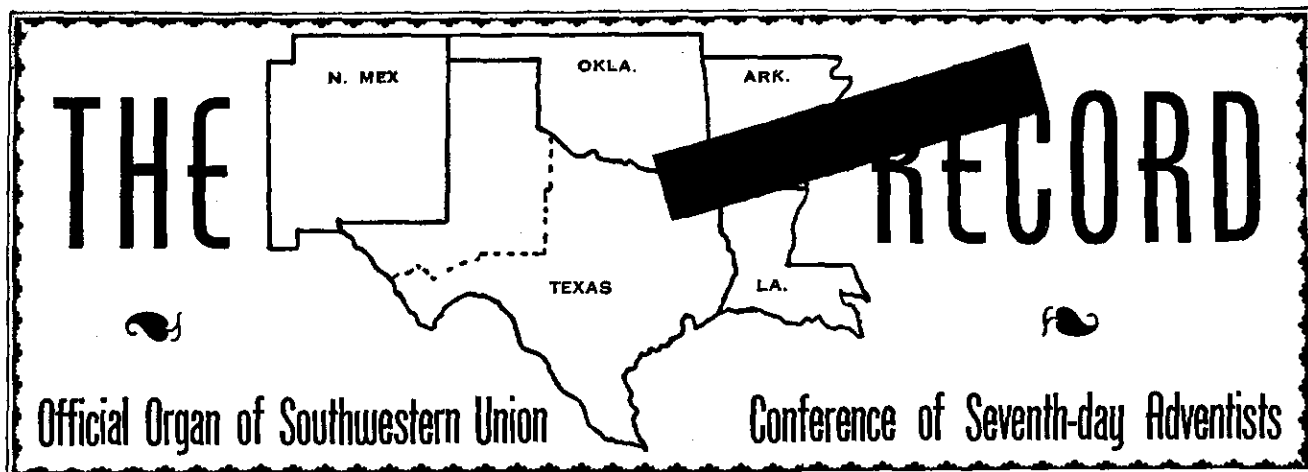 THE RECORD
N. MEX
OKLA.
ARK.
TEXAS
LA.
Official Organ of Southwestern Union Conference of Seventh-day Adventists